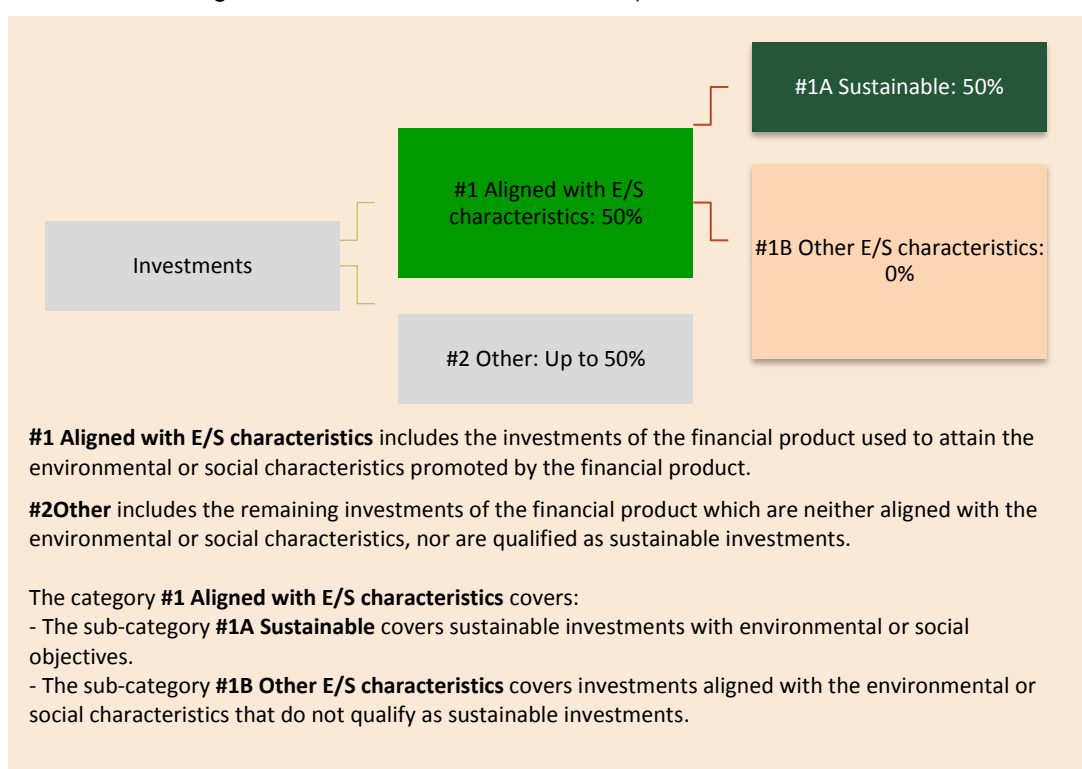 #1A Sustainable: 50%
#1 Aligned with E/S
characteristics: 50%
#1B Other E/S characteristics:
0%
Investments
#2 Other: Up to 50%
#1 Aligned with E/S characteristics includes the investments of the financial product used to attain the
environmental or social characteristics promoted by the financial product.
#2Other includes the remaining investments of the financial product which are neither aligned with the
environmental or social characteristics, nor are qualified as sustainable investments.
The category #1 Aligned with E/S characteristics covers:
- The sub-category #1A Sustainable covers sustainable investments with environmental or social
objectives.
- The sub-category #1B Other E/S characteristics covers investments aligned with the environmental or
social characteristics that do not qualify as sustainable investments.